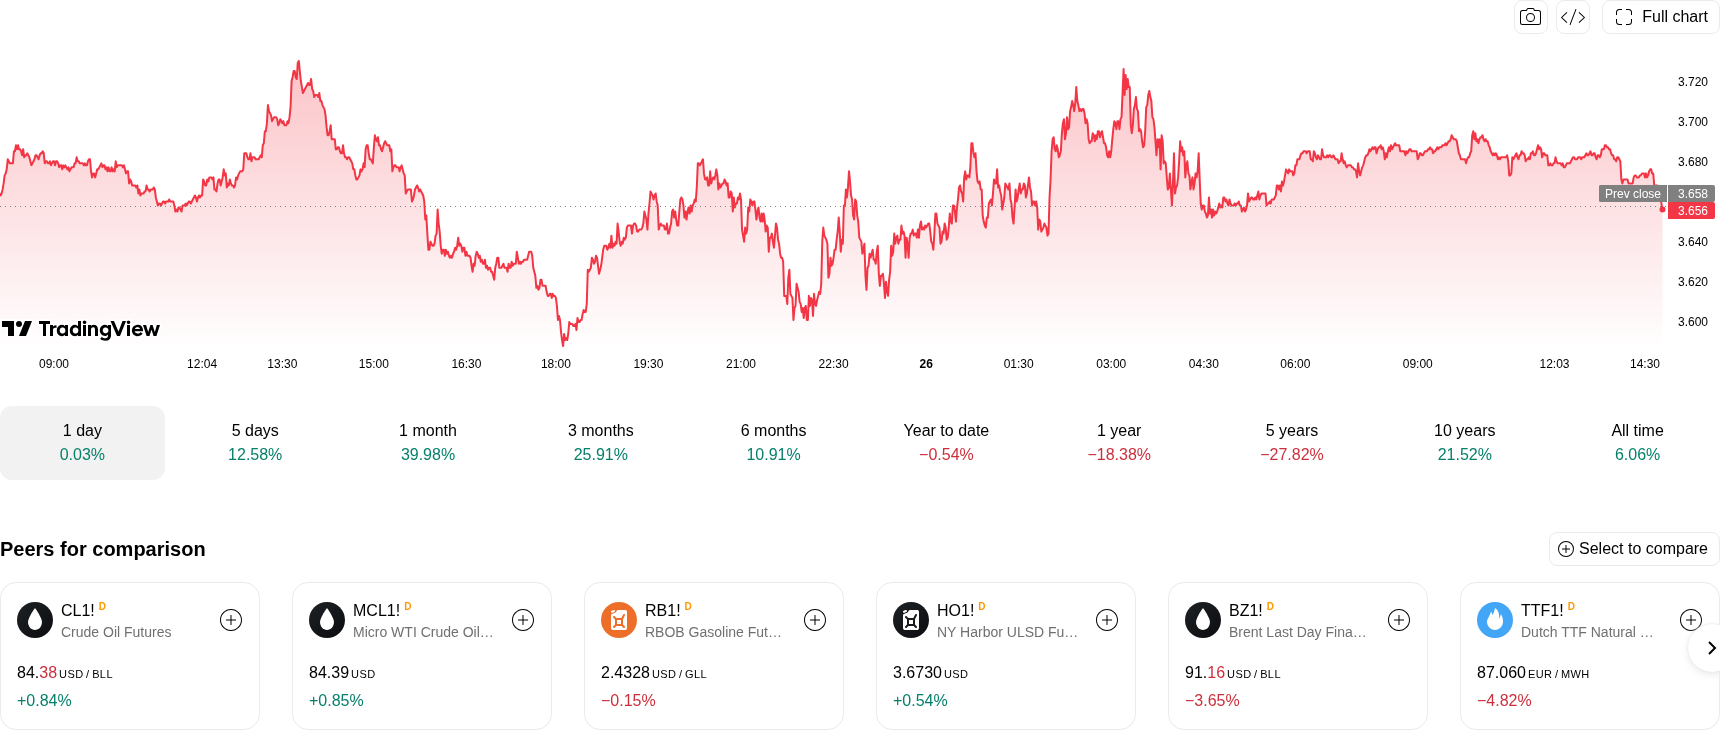 Full chart
3.720
3.700
3.680
Prev close 3.658
3.656
3.640
3.620
3.600
TradingView
09:00 12:04 13:30 15:00 16:30 18:00 19:30 21:00 22:30 26 01:30 03:00 04:30 06:00 09:00 12:03 14:30
1 day 5 days 1 month 3 months 6 months Year to date 1 year 5 years 10 years All time
0.03% 12.58% 39.98% 25.91% 10.91% −0.54% −18.38% −27.82% 21.52% 6.06%
Peers for comparison Select to compare
CL1! D MCL1! D RB1! D HO1! D BZ1! D TTF1! D
Crude Oil Futures Micro WTI Crude Oil… RBOB Gasoline Fut… NY Harbor ULSD Fu… Brent Last Day Fina… Dutch TTF Natural …
84.38 USD / BLL 84.39 USD 2.4328 USD / GLL 3.6730 USD 91.16 USD / BLL 87.060 EUR / MWH
+0.84% +0.85% −0.15% +0.54% −3.65% −4.82%